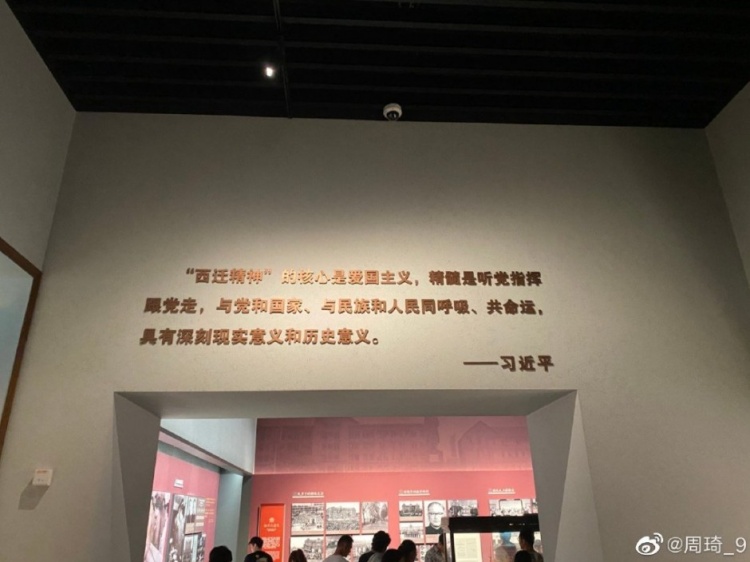 “西迁精神”的核心是爱国主义，精髓是听党指挥
跟党走，与党和国家、与民族和人民同呼吸、共命运，
具有深刻现实意义和历史意义。
——习近平
@周琦_9